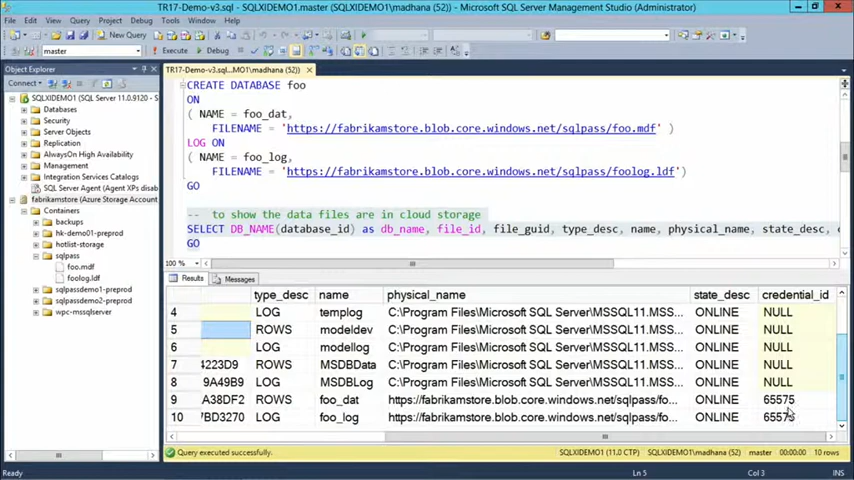 TR17-Demo-v3.sql - SQLXIDEMO1.master (SQLXIDEMO1\madhana (52)) - Microsoft SQL Server Management Studio (Administrator)
File Edit View Query Project Debug Tools Window Help
New Query
master Execute Debug
Object Explorer
Connect
SQLXIDEMO1 (SQL Server 11.0.9120 -
Databases
Security
Server Objects
Replication
AlwaysOn High Availability
Management
Integration Services Catalogs
SQL Server Agent (Agent XPs disab
fabrikamstore (Azure Storage Account
Containers
backups
hk-demo01-preprod
hotlist-storage
sqlpass
foo.mdf
foolog.ldf
sqlpassdemo1-preprod
sqlpassdemo2-preprod
wpc-mssqlserver
TR17-Demo-v3.sql...MO1\madhana (52))
CREATE DATABASE foo
ON
( NAME = foo_dat,
FILENAME = 'https://fabrikamstore.blob.core.windows.net/sqlpass/foo.mdf' )
LOG ON
( NAME = foo_log,
FILENAME = 'https://fabrikamstore.blob.core.windows.net/sqlpass/foolog.ldf')
GO
-- to show the data files are in cloud storage
SELECT DB_NAME(database_id) as db_name, file_id, file_guid, type_desc, name, physical_name, state_desc, c
GO
100 %
Results Messages
type_desc name physical_name state_desc credential_id
4 LOG templog C:\Program Files\Microsoft SQL Server\MSSQL11.MSS... ONLINE NULL
5 ROWS modeldev C:\Program Files\Microsoft SQL Server\MSSQL11.MSS... ONLINE NULL
6 LOG modellog C:\Program Files\Microsoft SQL Server\MSSQL11.MSS... ONLINE NULL
7 4223D9 ROWS MSDBData C:\Program Files\Microsoft SQL Server\MSSQL11.MSS... ONLINE NULL
8 9A49B9 LOG MSDBLog C:\Program Files\Microsoft SQL Server\MSSQL11.MSS... ONLINE NULL
9 A38DF2 ROWS foo_dat https://fabrikamstore.blob.core.windows.net/sqlpass/fo... ONLINE 65575
10 7BD3270 LOG foo_log https://fabrikamstore.blob.core.windows.net/sqlpass/fo... ONLINE 65575
Query executed successfully. SQLXIDEMO1 (11.0 CTP) SQLXIDEMO1\madhana (52) master 00:00:00 10 rows
Ready Ln 5 Col 3 INS